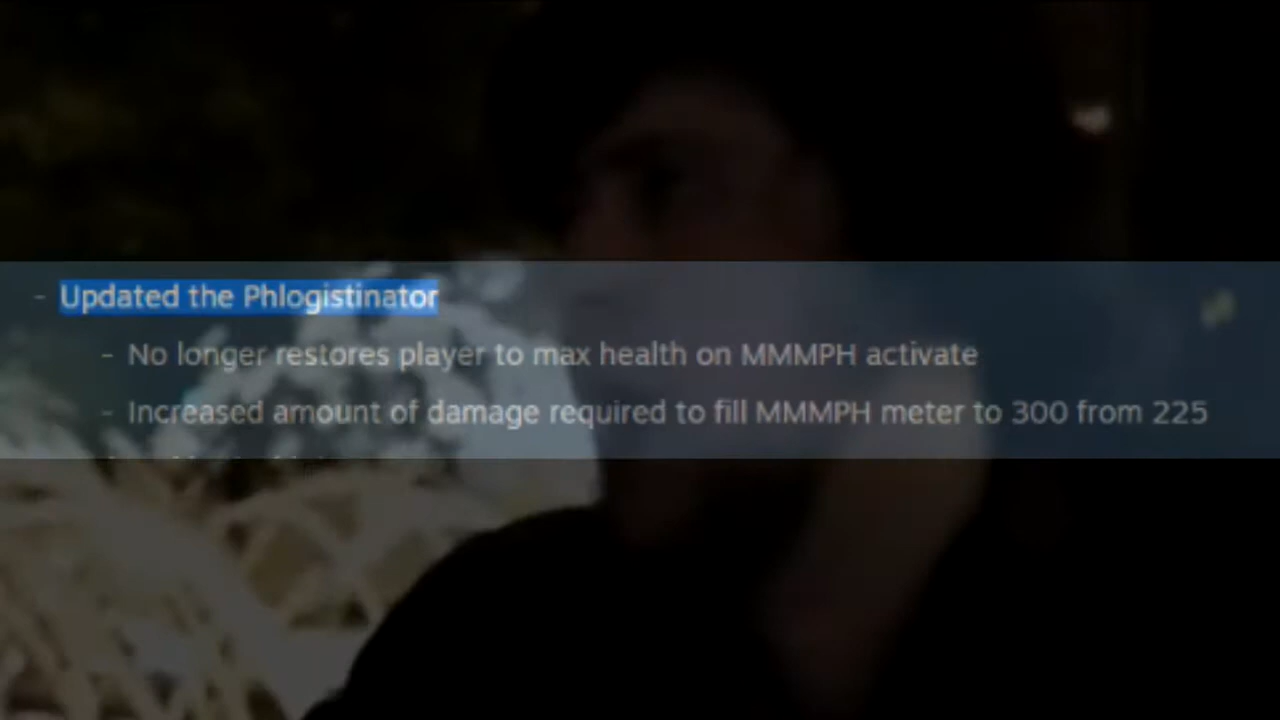 - Updated the Phlogistinator
- No longer restores player to max health on MMMPH activate
- Increased amount of damage required to fill MMMPH meter to 300 from 225